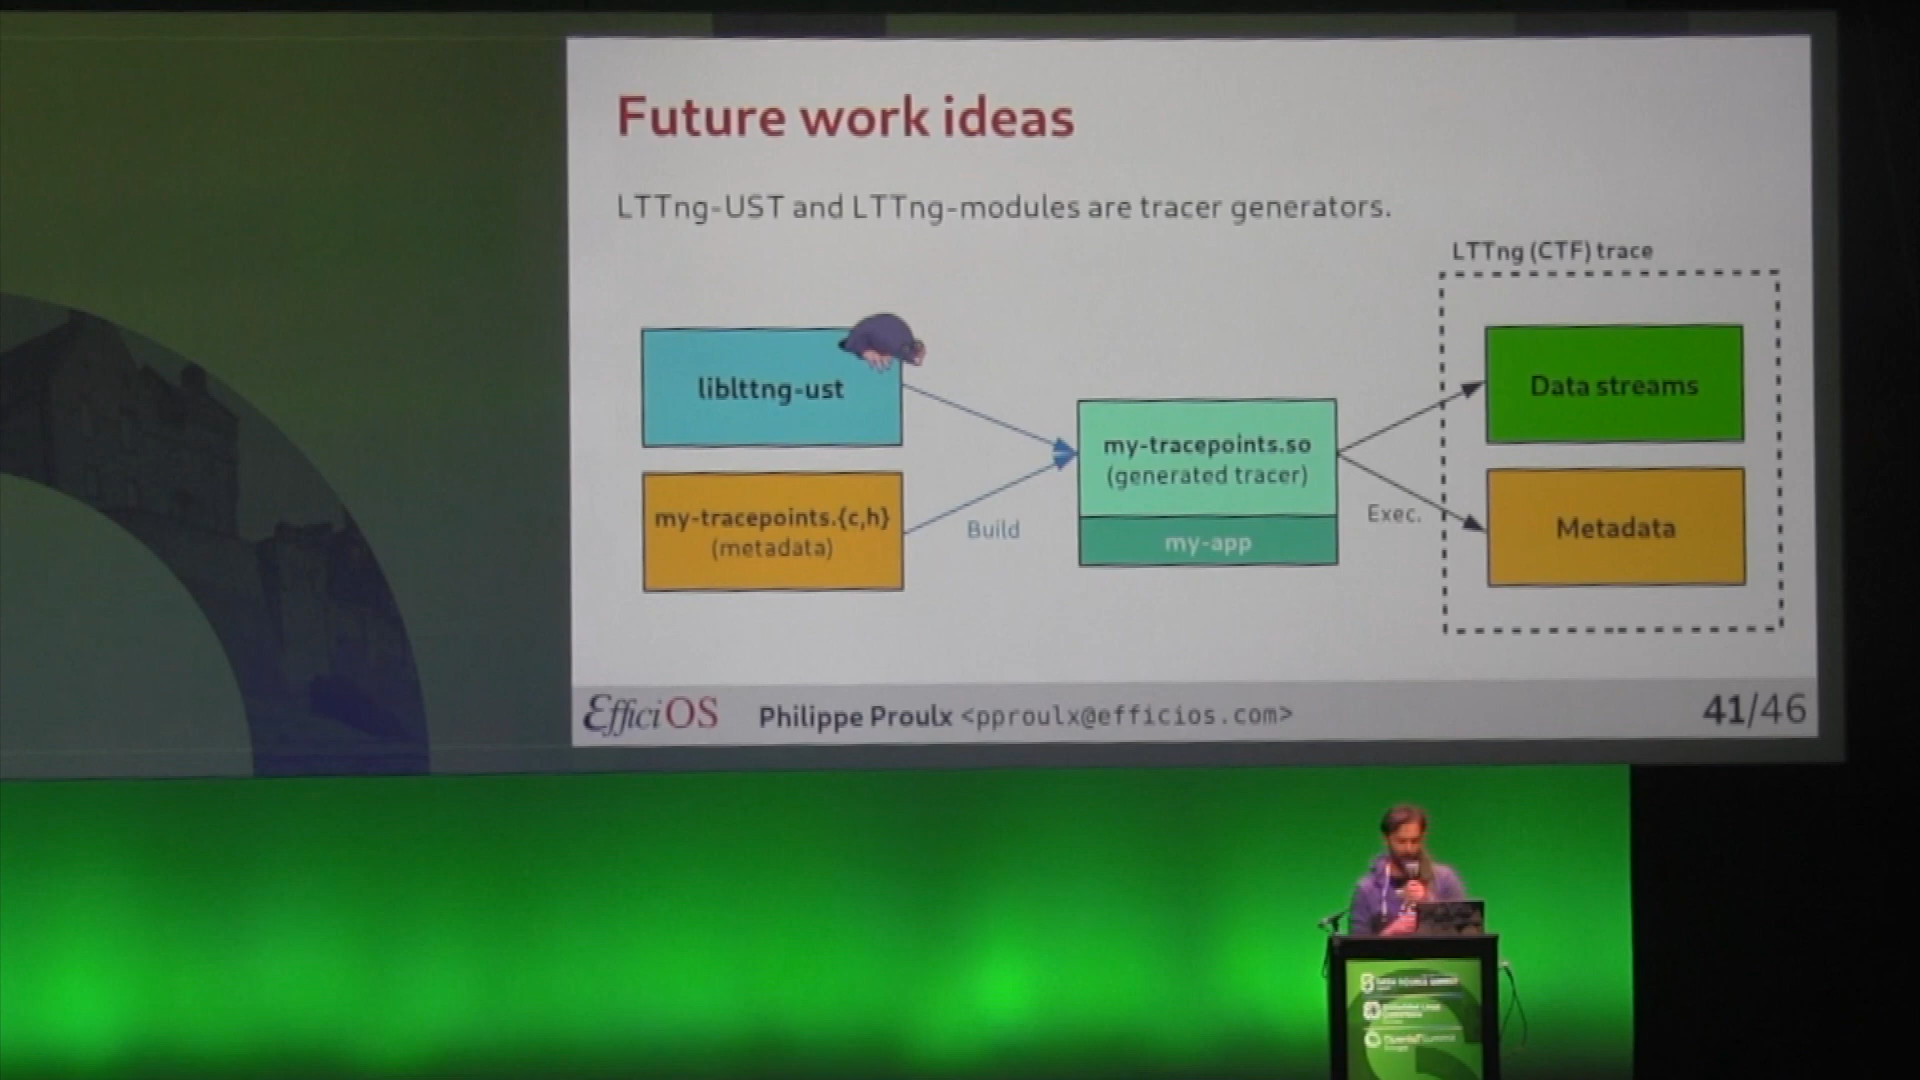 Future work ideas
LTTng-UST and LTTng-modules are tracer generators.
LTTng (CTF) trace
liblttng-ust
my-tracepoints.{c,h}
(metadata)
Build
my-tracepoints.so
(generated tracer)
my-app
Exec.
Data streams
Metadata
EfficiOS
Philippe Proulx <pproulx@efficios.com>
41/46